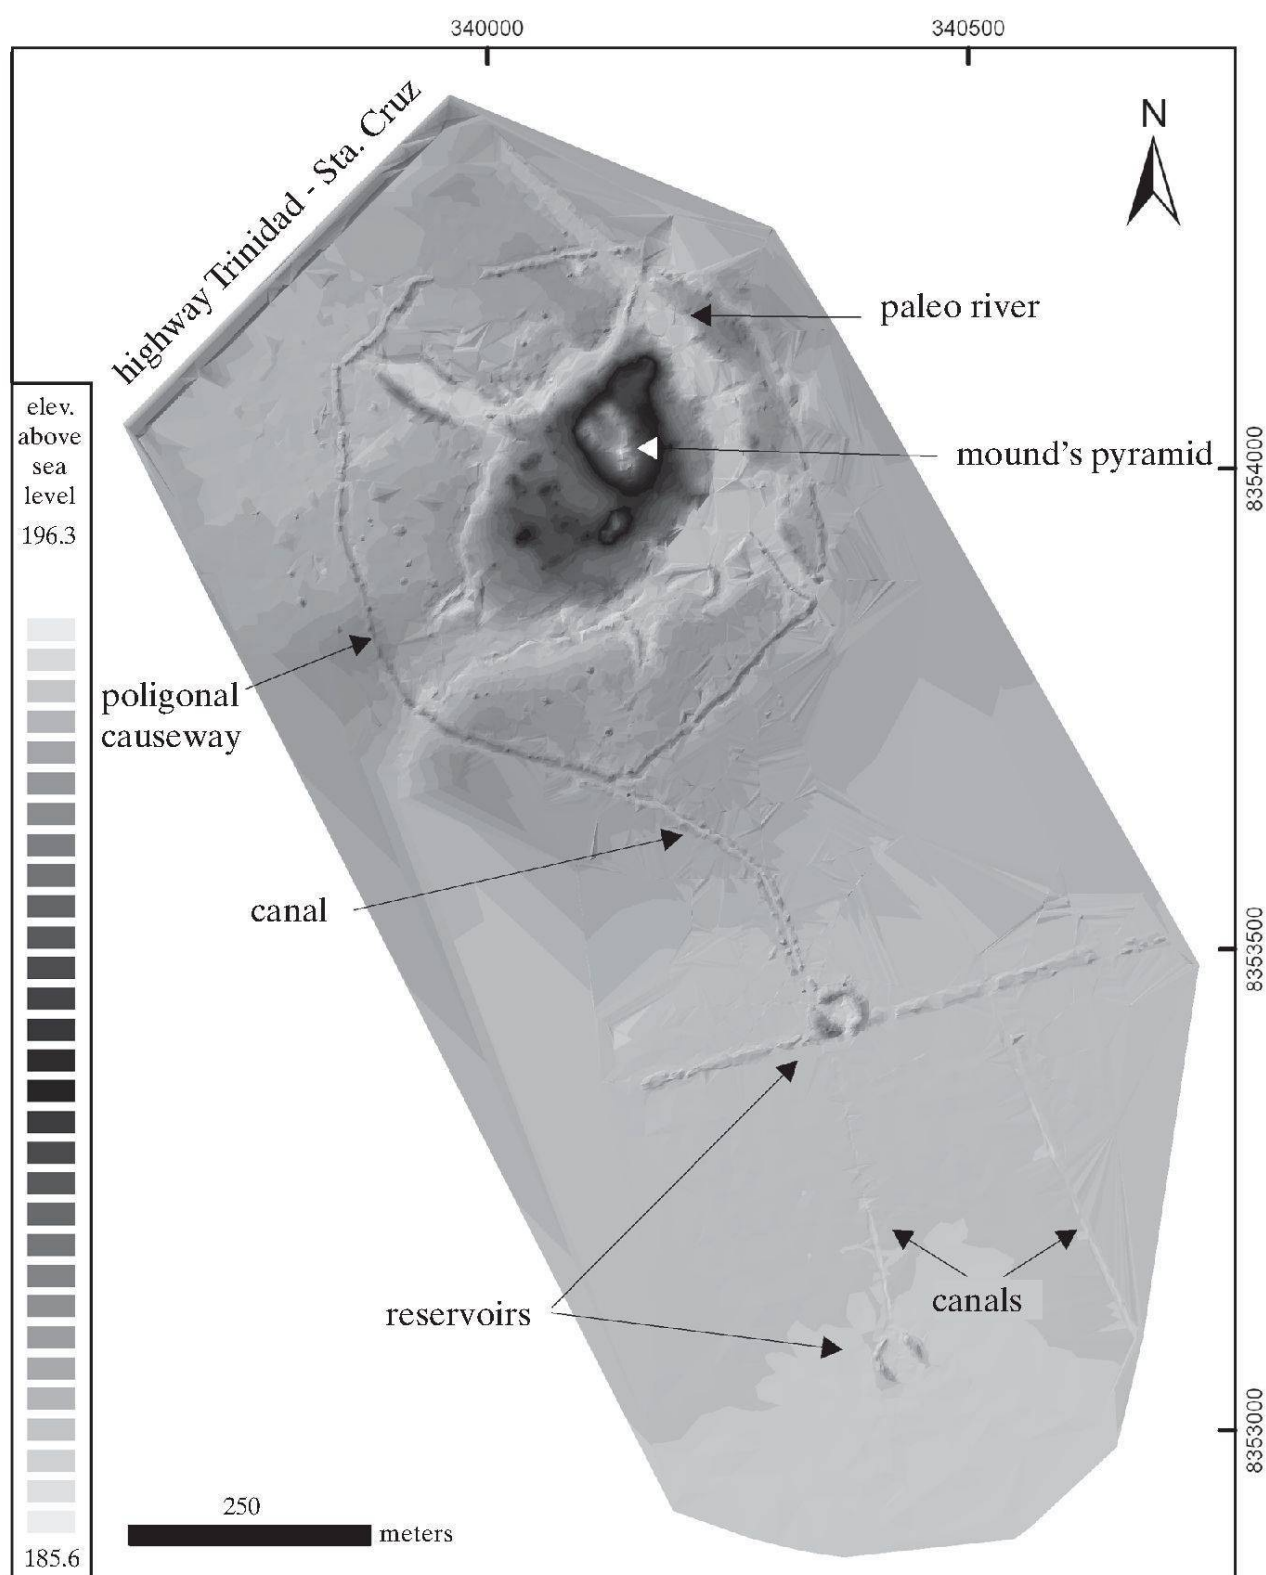 340000
340500
highway Trinidad - Sta. Cruz
N
paleo river
elev.
above
sea
level
196.3
mound's pyramid
8354000
poligonal
causeway
canal
8353500
reservoirs
canals
8353000
250
meters
185.6